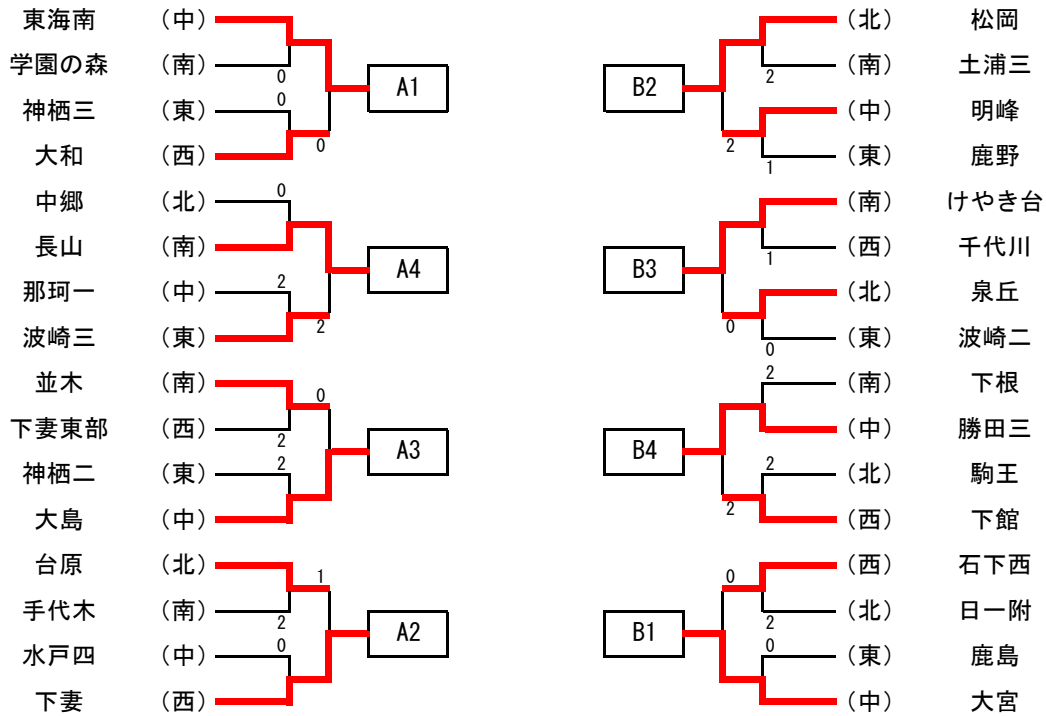 東海南 （中） （北） 松岡
学園の森 （南） 0 A1 B2 2 （南） 土浦三
神栖三 （東） 0 （中） 明峰
大和 （西） 0 2 1 （東） 鹿野
中郷 （北） 0 （南） けやき台
長山 （南） A4 B3 1 （西） 千代川
那珂一 （中） 2 （北） 泉丘
波崎三 （東） 2 0 0 （東） 波崎二
並木 （南） 0 2 （南） 下根
下妻東部 （西） 2 A3 B4 （中） 勝田三
神栖二 （東） 2 2 （北） 駒王
大島 （中） 2 （西） 下館
台原 （北） 1 0 （西） 石下西
手代木 （南） 2 A2 B1 2 （北） 日一附
水戸四 （中） 0 0 （東） 鹿島
下妻 （西） （中） 大宮